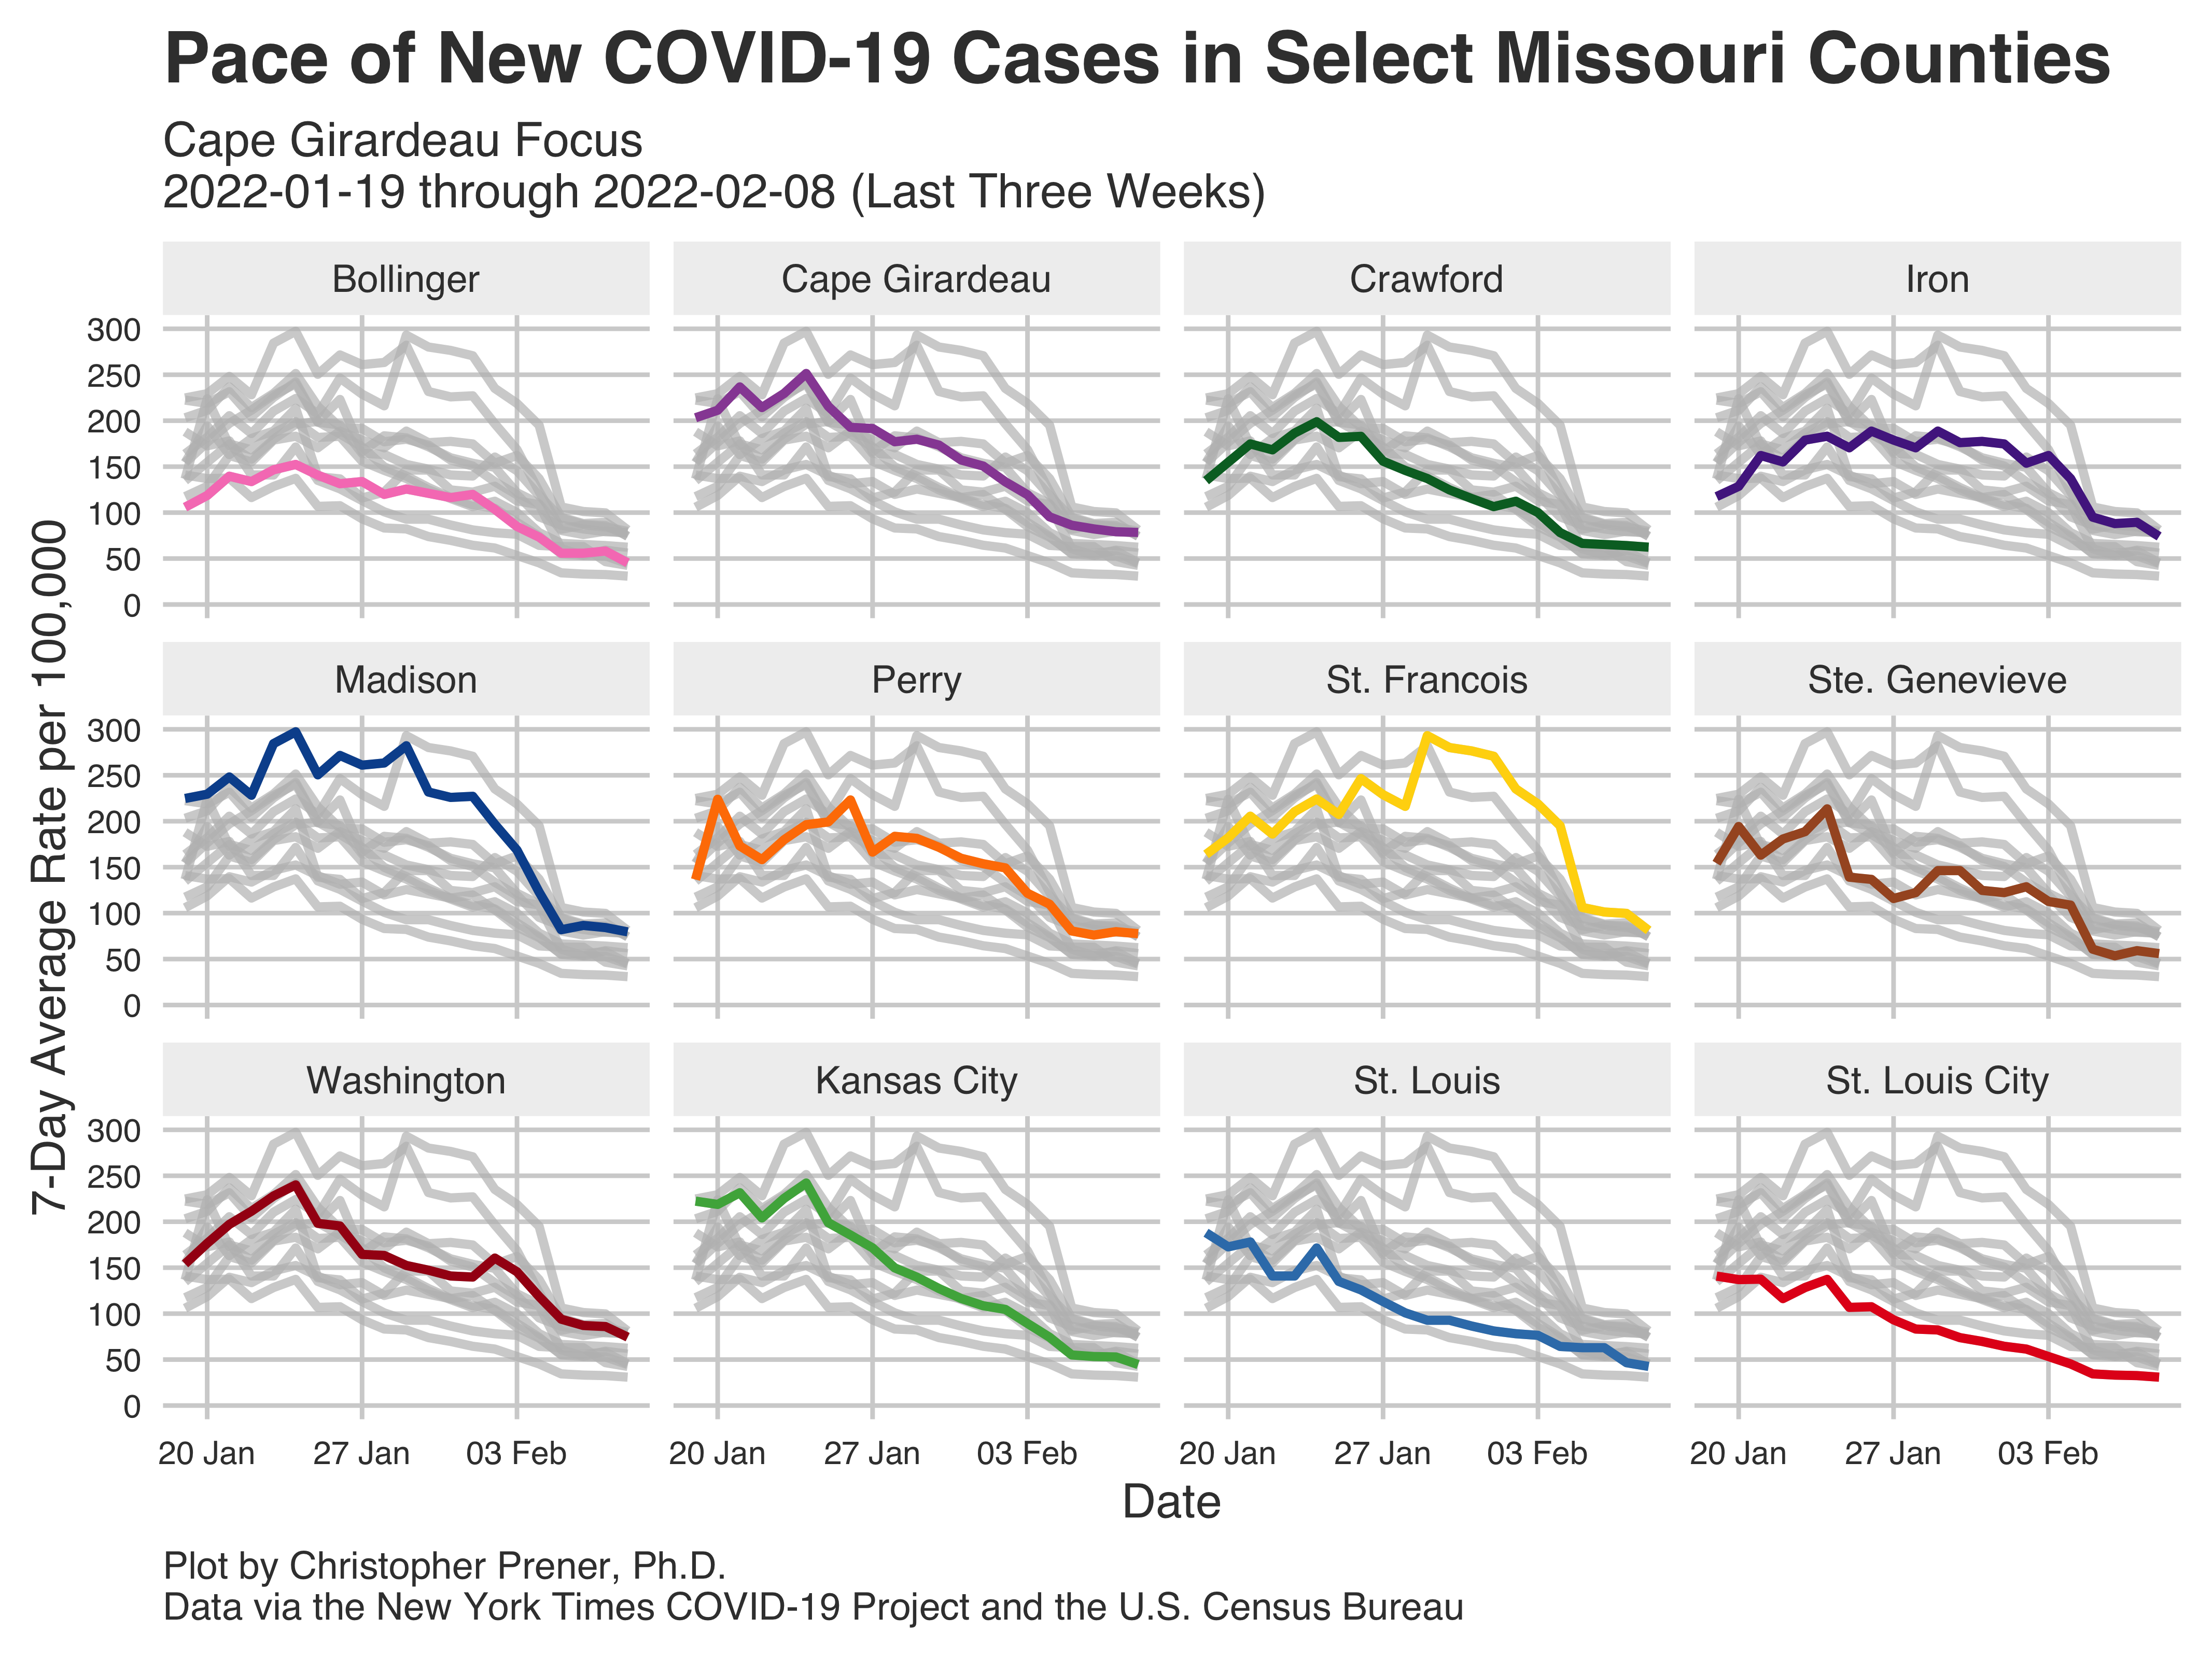 Pace of New COVID-19 Cases in Select Missouri Counties
Cape Girardeau Focus
2022-01-19 through 2022-02-08 (Last Three Weeks)
7-Day Average Rate per 100,000
Bollinger
Cape Girardeau
Crawford
Iron
300
250
200
150
100
50
0
Madison
Perry
St. Francois
Ste. Genevieve
300
250
200
150
100
50
0
Washington
Kansas City
St. Louis
St. Louis City
300
250
200
150
100
50
0
20 Jan 27 Jan 03 Feb
20 Jan 27 Jan 03 Feb
20 Jan 27 Jan 03 Feb
20 Jan 27 Jan 03 Feb
Date
Plot by Christopher Prener, Ph.D.
Data via the New York Times COVID-19 Project and the U.S. Census Bureau